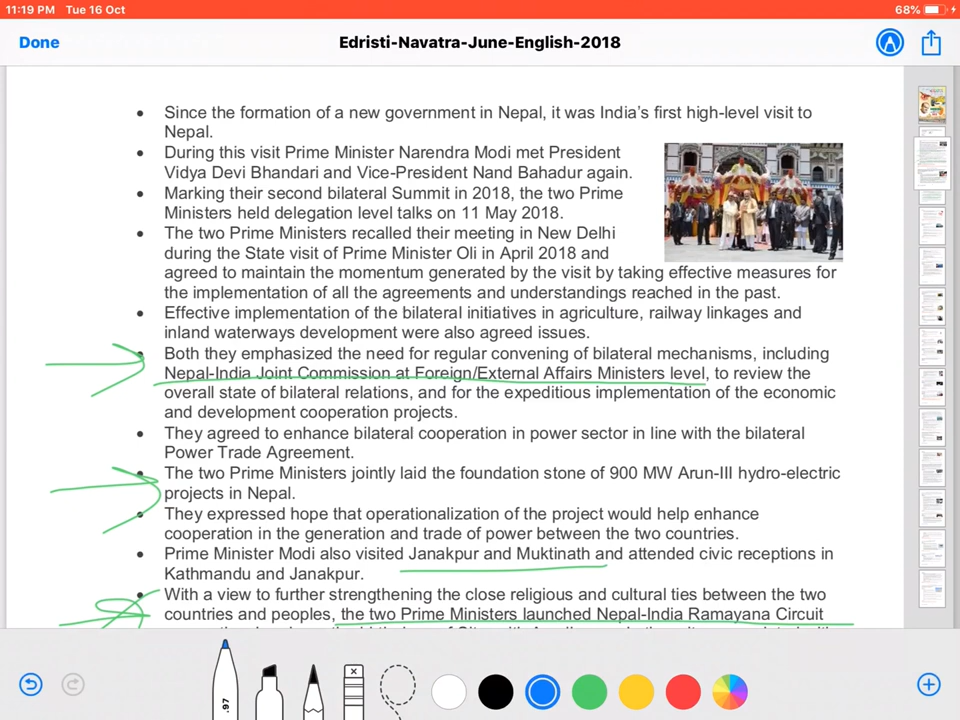 11:19 PM Tue 16 Oct 68%
Done Edristi-Navatra-June-English-2018
• Since the formation of a new government in Nepal, it was India's first high-level visit to
Nepal.
• During this visit Prime Minister Narendra Modi met President
Vidya Devi Bhandari and Vice-President Nand Bahadur again.
• Marking their second bilateral Summit in 2018, the two Prime
Ministers held delegation level talks on 11 May 2018.
• The two Prime Ministers recalled their meeting in New Delhi
during the State visit of Prime Minister Oli in April 2018 and
agreed to maintain the momentum generated by the visit by taking effective measures for
the implementation of all the agreements and understandings reached in the past.
• Effective implementation of the bilateral initiatives in agriculture, railway linkages and
inland waterways development were also agreed issues.
• Both they emphasized the need for regular convening of bilateral mechanisms, including
Nepal-India Joint Commission at Foreign/External Affairs Ministers level, to review the
overall state of bilateral relations, and for the expeditious implementation of the economic
and development cooperation projects.
• They agreed to enhance bilateral cooperation in power sector in line with the bilateral
Power Trade Agreement.
• The two Prime Ministers jointly laid the foundation stone of 900 MW Arun-III hydro-electric
projects in Nepal.
• They expressed hope that operationalization of the project would help enhance
cooperation in the generation and trade of power between the two countries.
• Prime Minister Modi also visited Janakpur and Muktinath and attended civic receptions in
Kathmandu and Janakpur.
• With a view to further strengthening the close religious and cultural ties between the two
countries and peoples, the two Prime Ministers launched Nepal-India Ramayana Circuit
.97